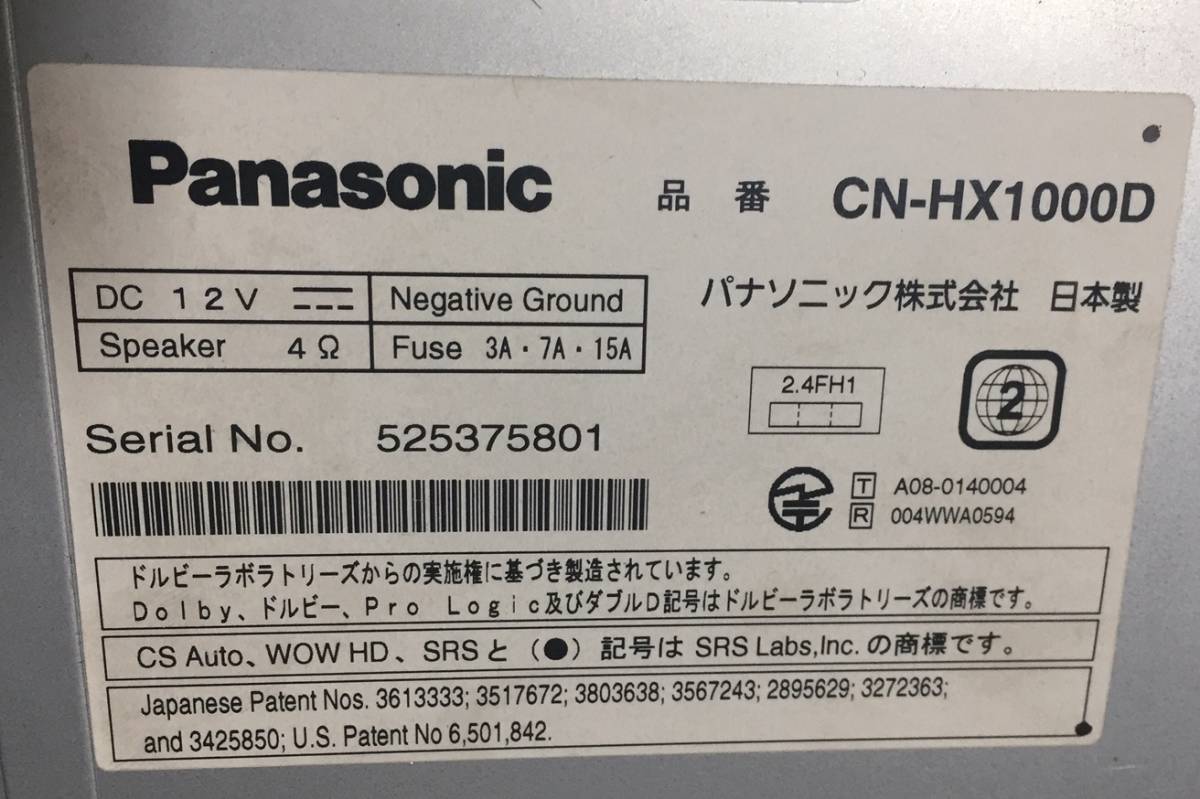 Panasonic 品番 CN-HX1000D
DC 12V Negative Ground
Speaker 4Ω Fuse 3A・7A・15A
パナソニック株式会社 日本製
2.4FH1
2
Serial No. 525375801
T A08-0140004
R 004WWA0594
ドルビーラボラトリーズからの実施権に基づき製造されています。
Dolby、ドルビー、Pro Logic及びダブルD記号はドルビーラボラトリーズの商標です。
CS Auto、WOW HD、SRSと(●)記号は SRS Labs,Inc.の商標です。
Japanese Patent Nos. 3613333; 3517672; 3803638; 3567243; 2895629; 3272363;
and 3425850; U.S. Patent No 6,501,842.